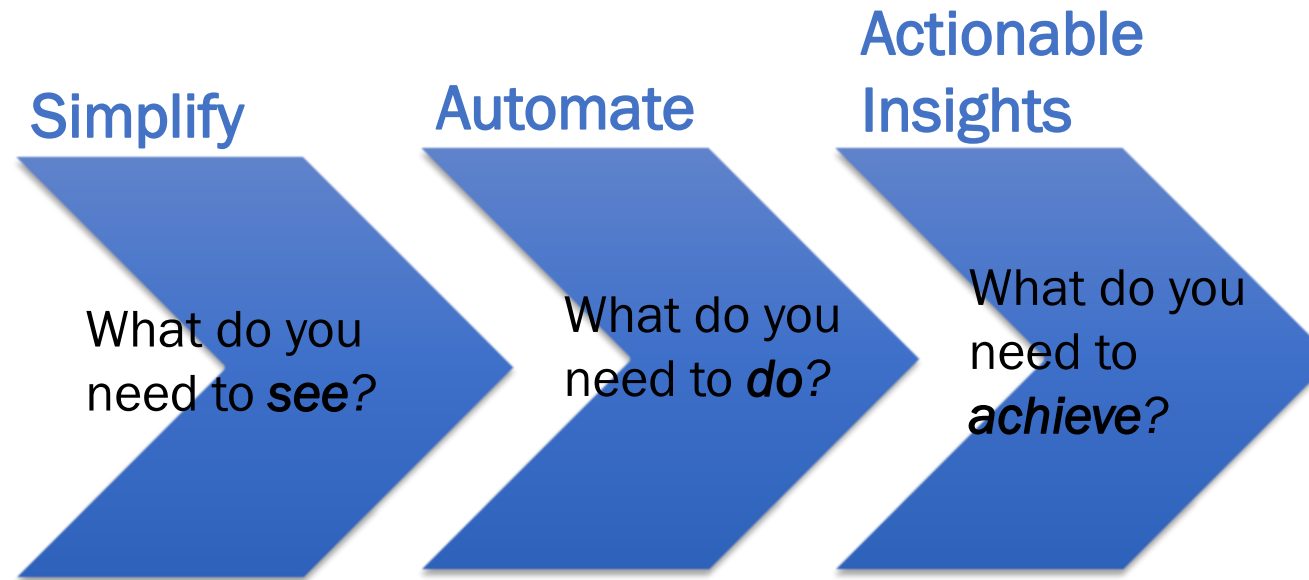 Simplify
What do you
need to see?
Automate
What do you
need to do?
Actionable
Insights
What do you
need to
achieve?